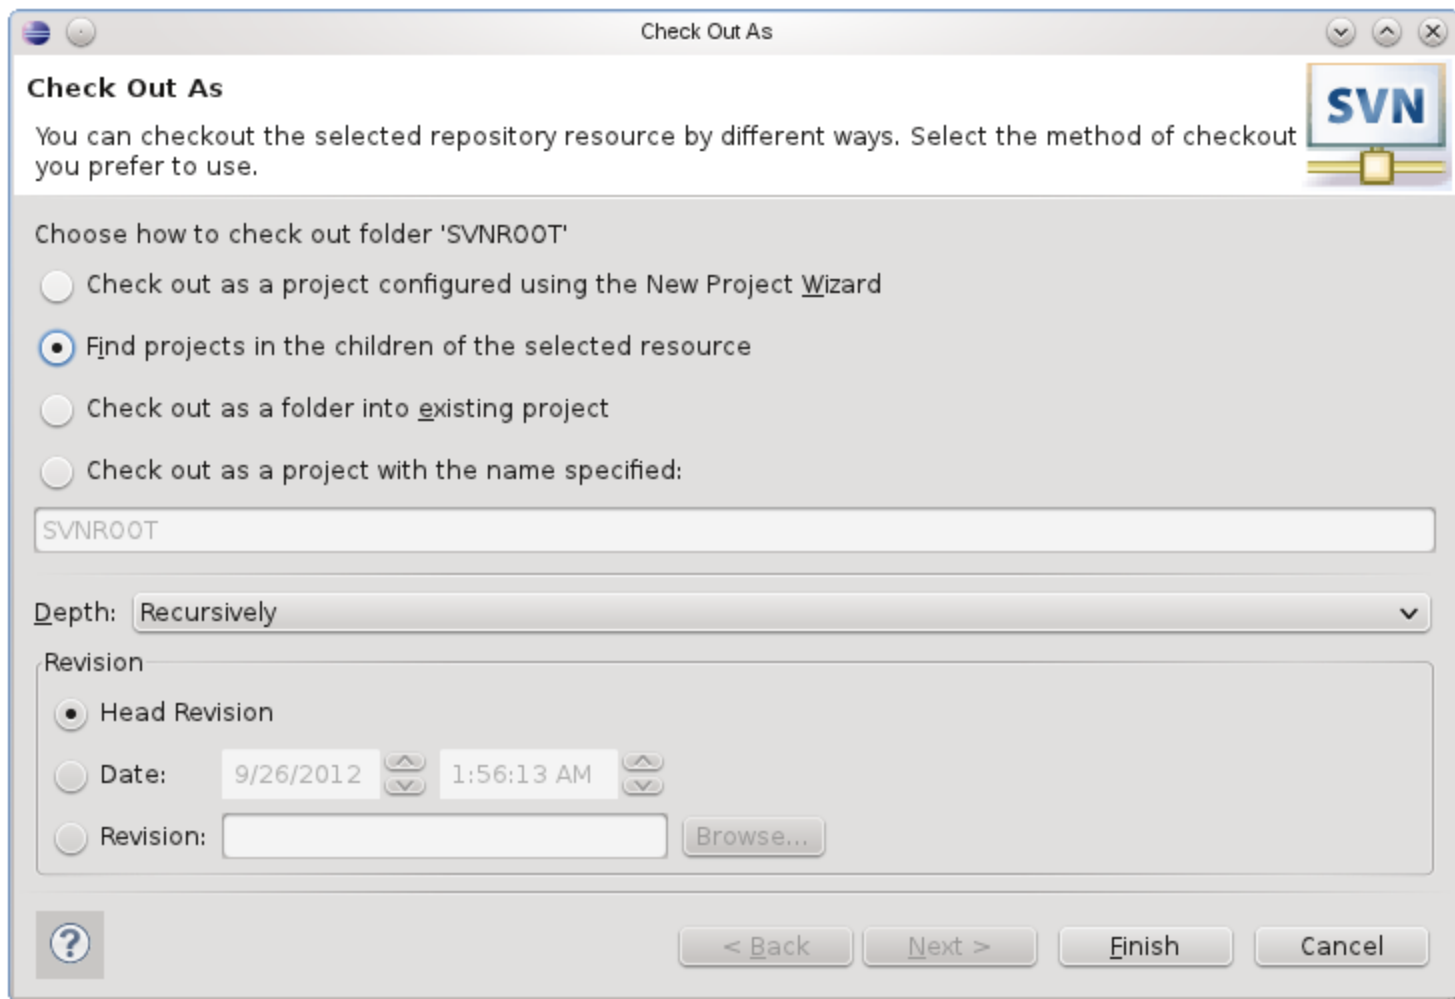 Check Out As
Check Out As
SVN
You can checkout the selected repository resource by different ways. Select the method of checkout
you prefer to use.
Choose how to check out folder 'SVNROOT'
Check out as a project configured using the New Project Wizard
Find projects in the children of the selected resource
Check out as a folder into existing project
Check out as a project with the name specified:
SVNROOT
Depth: Recursively
Revision
Head Revision
Date: 9/26/2012 1:56:13 AM
Revision: Browse...
? < Back Next > Finish Cancel